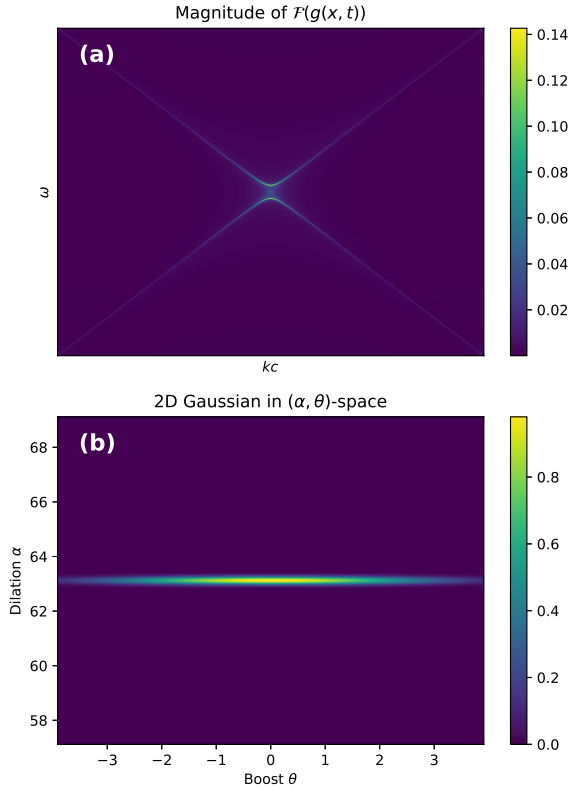 Magnitude of $\mathcal{F}(g(x,t))$
(a)
ω
kc
0.14
0.12
0.10
0.08
0.06
0.04
0.02
2D Gaussian in (α, θ)-space
(b)
Dilation α
68
66
64
62
60
58
−3 −2 −1 0 1 2 3
Boost θ
0.8
0.6
0.4
0.2
0.0